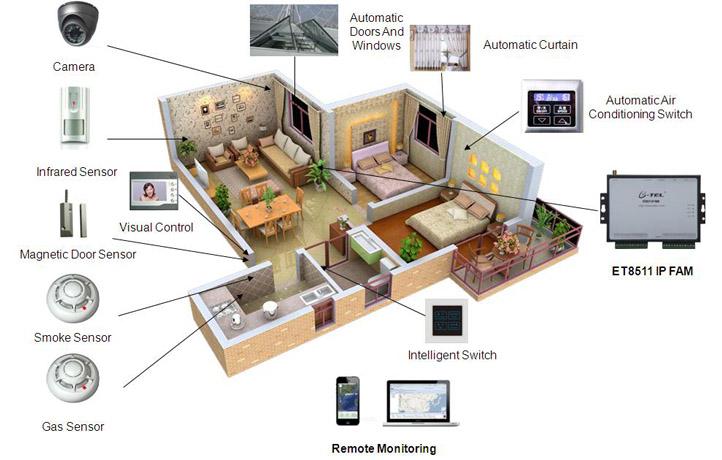 Automatic
Doors And
Windows
Automatic Curtain
Camera
Automatic Air
Conditioning Switch
Infrared Sensor
Visual Control
Magnetic Door Sensor
ET8511 IP FAM
Smoke Sensor
Intelligent Switch
Gas Sensor
Remote Monitoring